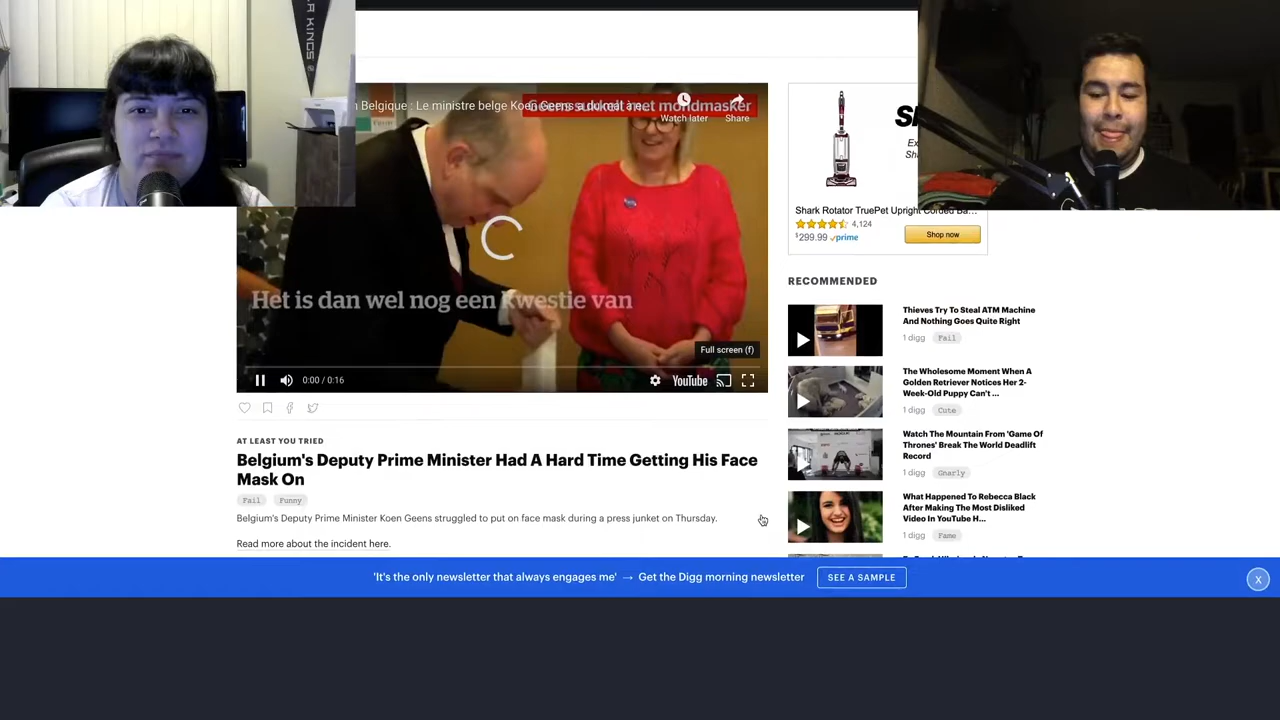 R KINGS
n Belgique : Le ministre belge Koen Geens a du mal à e...
met mondmasker
Watch later
Share
Het is dan wel nog een kwestie van
Full screen (f)
0:00 / 0:16
YouTube
AT LEAST YOU TRIED
Belgium's Deputy Prime Minister Had A Hard Time Getting His Face
Mask On
Fail
Funny
Belgium's Deputy Prime Minister Koen Geens struggled to put on face mask during a press junket on Thursday.
Read more about the incident here.
Shark Rotator TruePet Upright Corded Ba...
4,124
$299.99 prime
Shop now
RECOMMENDED
Thieves Try To Steal ATM Machine
And Nothing Goes Quite Right
1 digg Fail
The Wholesome Moment When A
Golden Retriever Notices Her 2-
Week-Old Puppy Can't ...
1 digg Cute
Watch The Mountain From 'Game Of
Thrones' Break The World Deadlift
Record
1 digg Gnarly
What Happened To Rebecca Black
After Making The Most Disliked
Video In YouTube H...
1 digg Fame
'It's the only newsletter that always engages me' → Get the Digg morning newsletter
SEE A SAMPLE
X